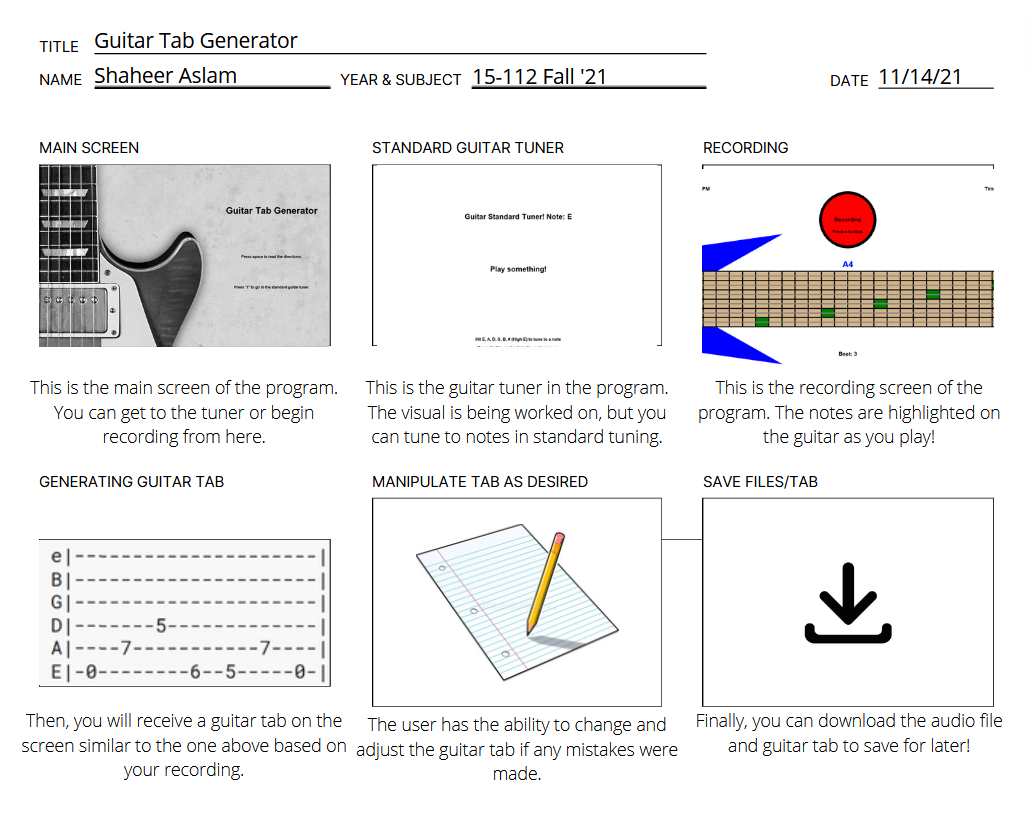 TITLE Guitar Tab Generator
NAME Shaheer Aslam YEAR & SUBJECT 15-112 Fall '21 DATE 11/14/21
MAIN SCREEN
Guitar Tab Generator
Press space to read the directions.
Press "t" to go to the standard guitar tuner.
This is the main screen of the program.
You can get to the tuner or begin
recording from here.
STANDARD GUITAR TUNER
Guitar Standard Tuner! Note: E
Play something!
Hit E, A, D, G, B, # (High E) to tune to a note
This is the guitar tuner in the program.
The visual is being worked on, but you
can tune to notes in standard tuning.
RECORDING
PM Tim
Recording
A4
Beat: 3
This is the recording screen of the
program. The notes are highlighted on
the guitar as you play!
GENERATING GUITAR TAB
e|---------------------|
B|---------------------|
G|---------------------|
D|-------5-------------|
A|----7-----------7----|
E|-0--------6--5-----0-|
Then, you will receive a guitar tab on the
screen similar to the one above based on
your recording.
MANIPULATE TAB AS DESIRED
The user has the ability to change and
adjust the guitar tab if any mistakes were
made.
SAVE FILES/TAB
Finally, you can download the audio file
and guitar tab to save for later!